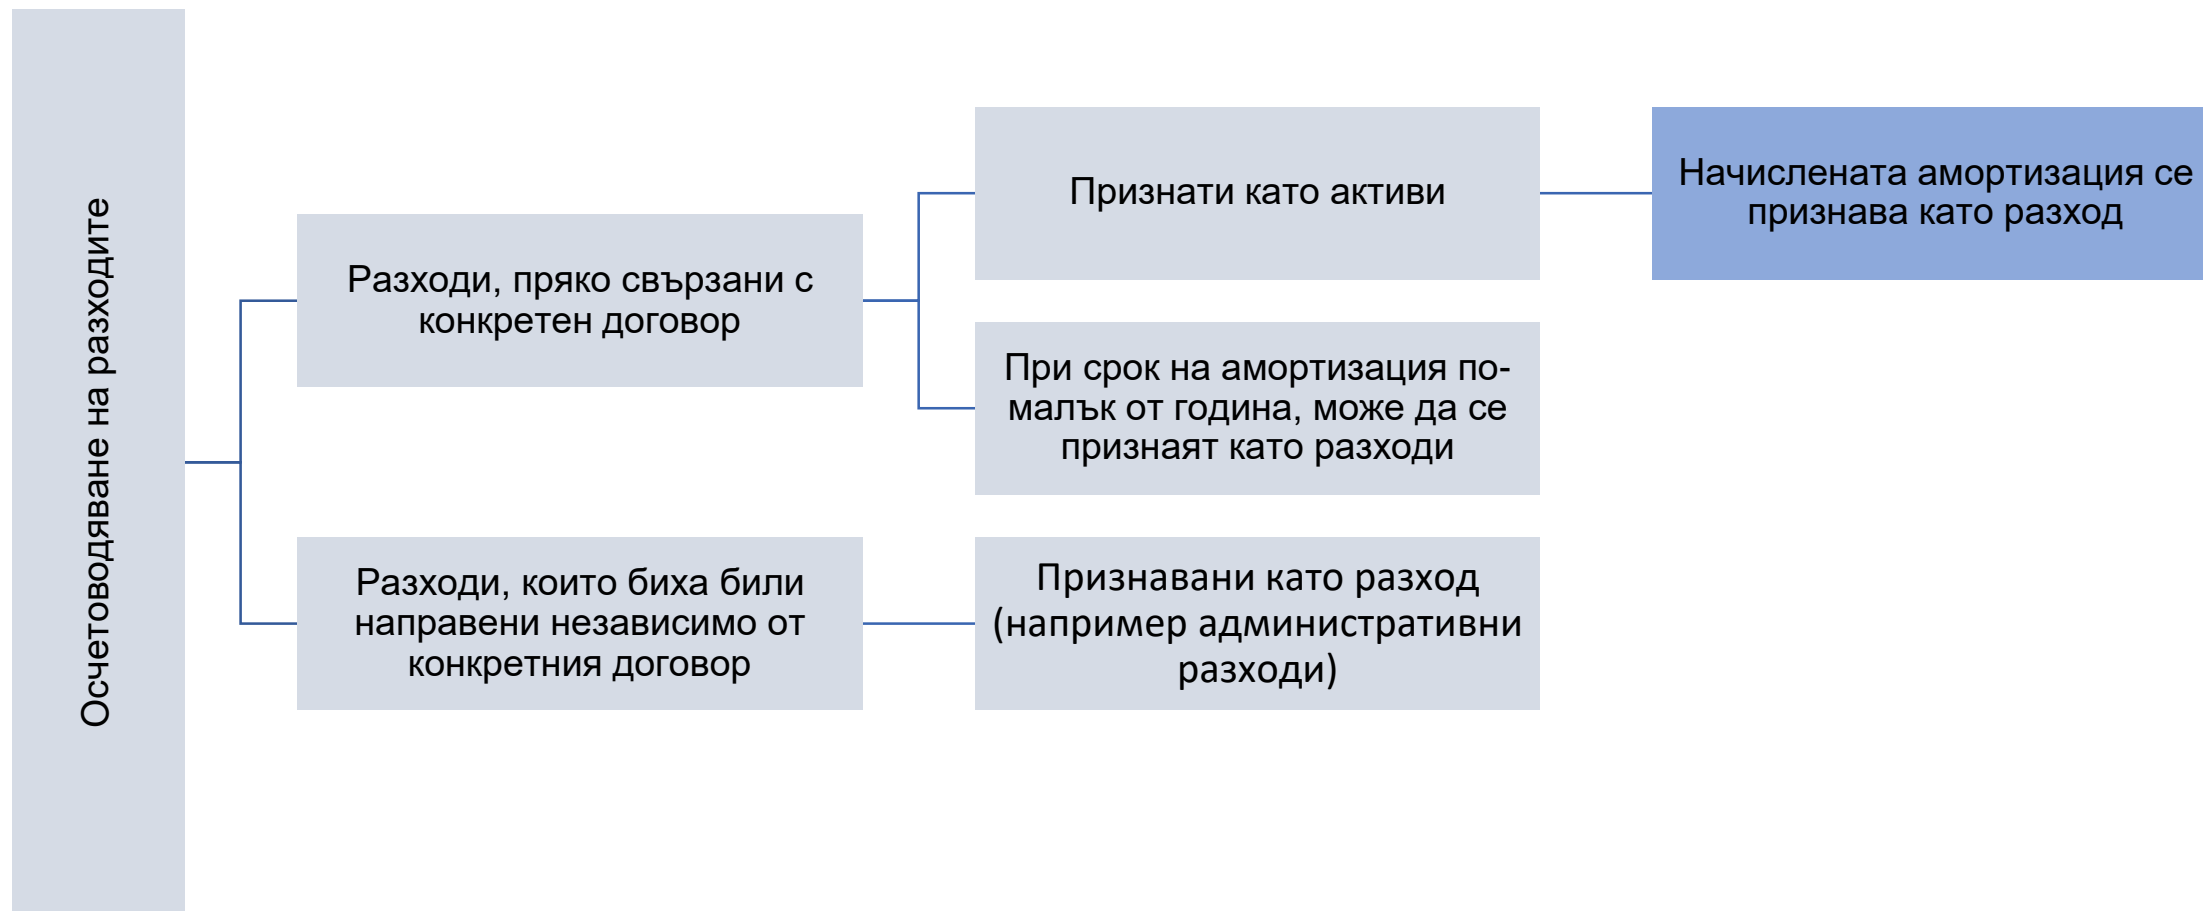 Осчетоводяване на разходите
Разходи, пряко свързани с
конкретен договор
Признати като активи
Начислената амортизация се
признава като разход
При срок на амортизация по-
малък от година, може да се
признаят като разходи
Разходи, които биха били
направени независимо от
конкретния договор
Признавани като разход
(например административни
разходи)